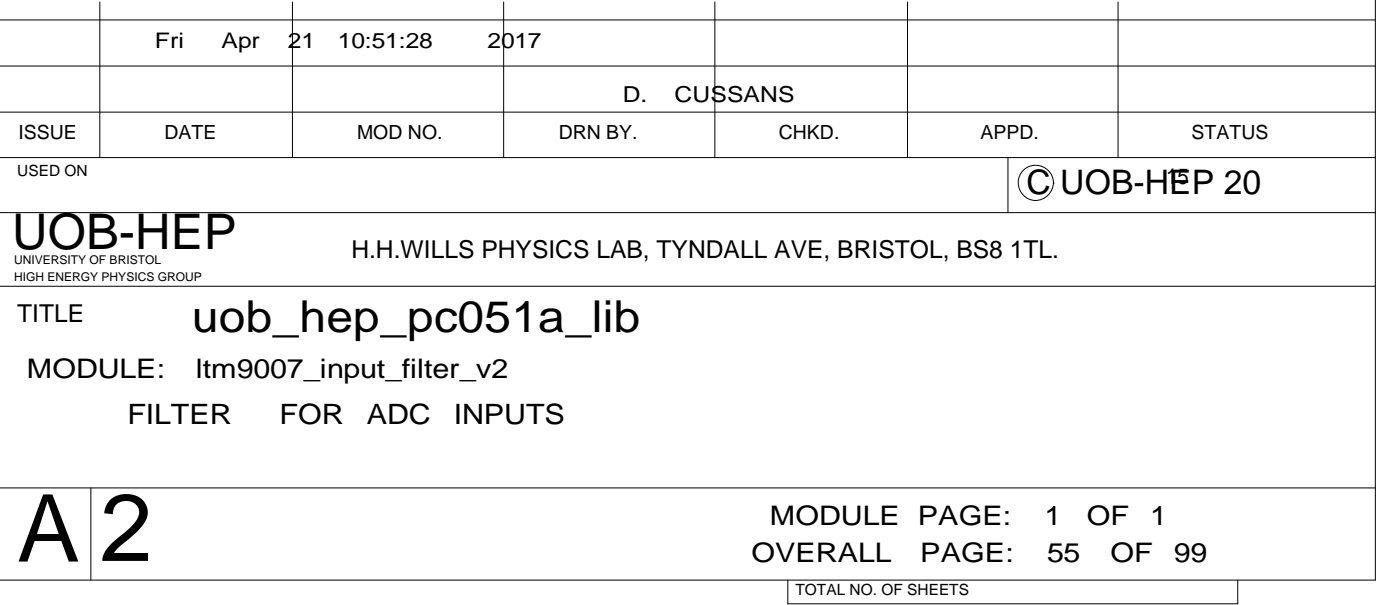 Fri Apr 21 10:51:28 2017
D. CUSSANS
ISSUE DATE MOD NO. DRN BY. CHKD. APPD. STATUS
USED ON
© UOB-HEP 20 15
UOB-HEP
UNIVERSITY OF BRISTOL
HIGH ENERGY PHYSICS GROUP
H.H.WILLS PHYSICS LAB, TYNDALL AVE, BRISTOL, BS8 1TL.
TITLE uob_hep_pc051a_lib
MODULE: ltm9007_input_filter_v2
FILTER FOR ADC INPUTS
A 2
MODULE PAGE: 1 OF 1
OVERALL PAGE: 55 OF 99
TOTAL NO. OF SHEETS